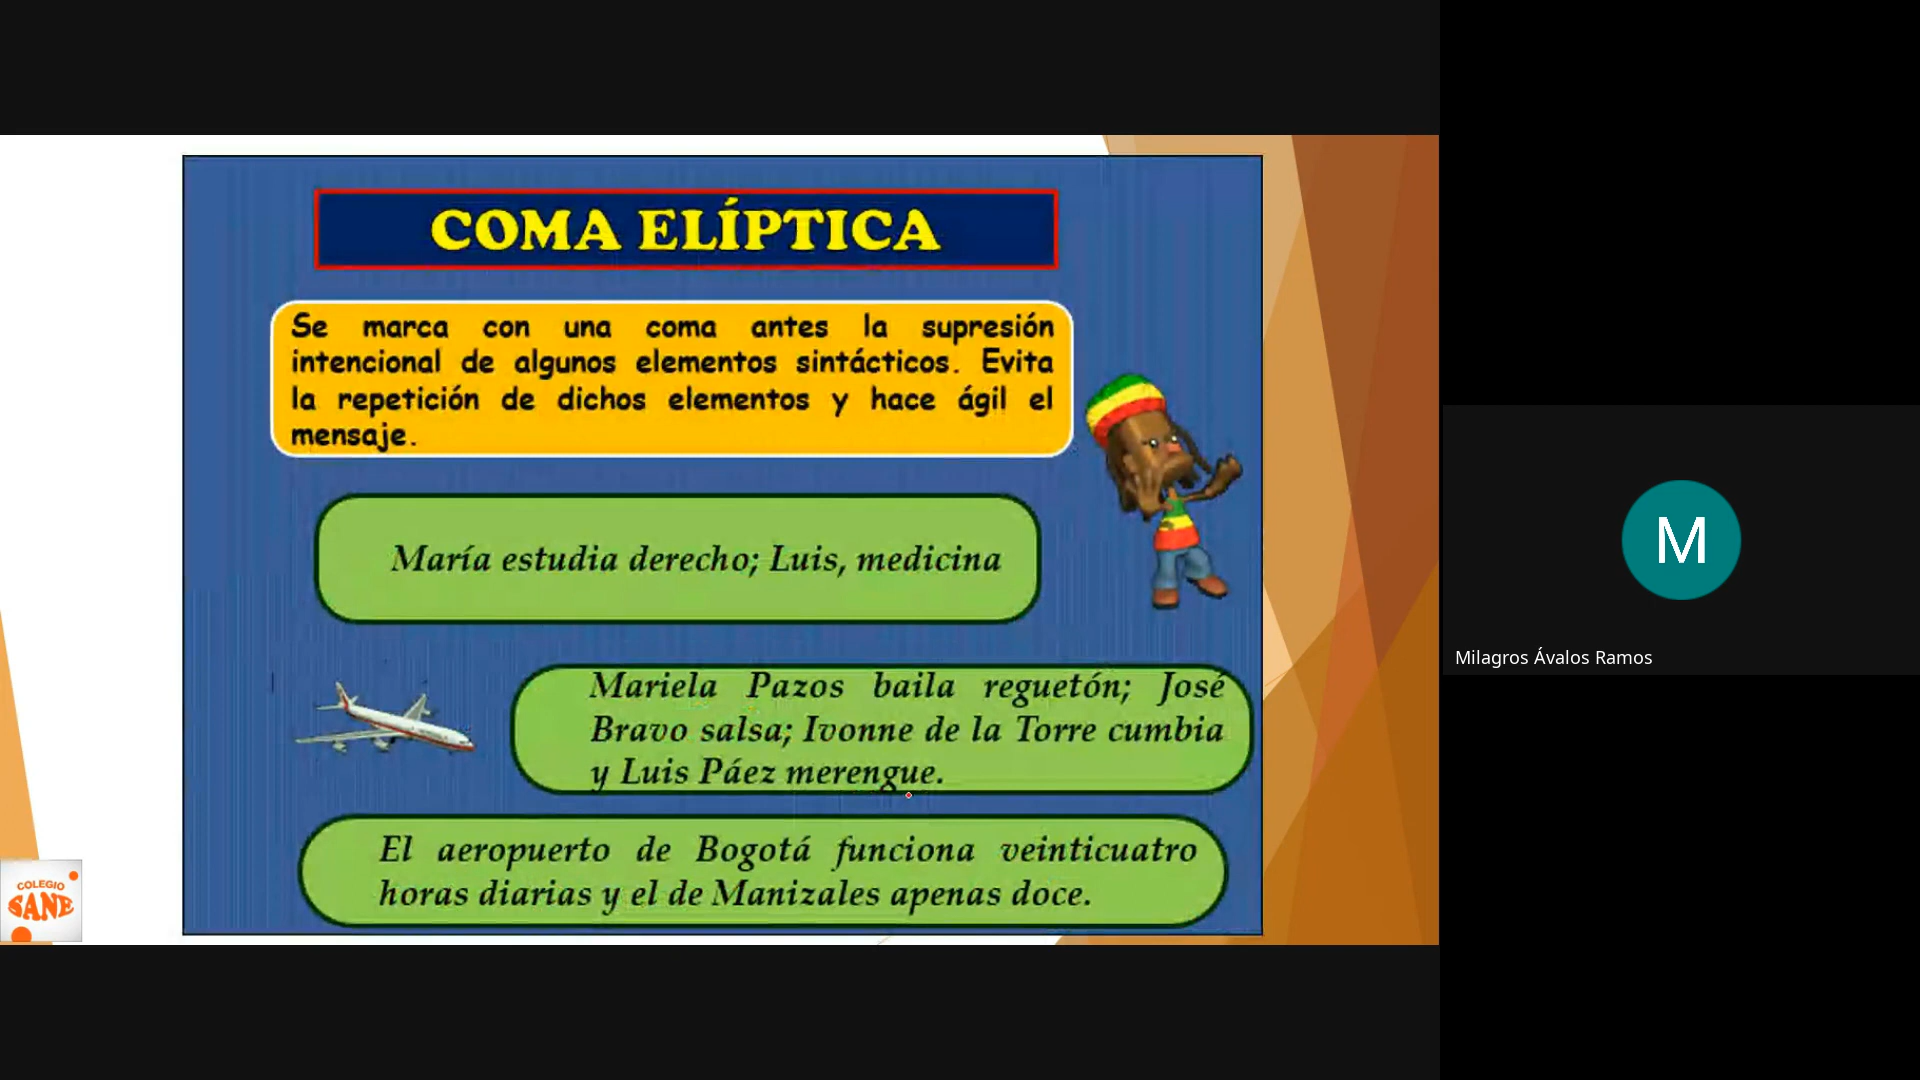 COMA ELÍPTICA
Se marca con una coma antes la supresión
intencional de algunos elementos sintácticos. Evita
la repetición de dichos elementos y hace ágil el
mensaje.
María estudia derecho; Luis, medicina
Mariela Pazos baila reguetón; José
Bravo salsa; Ivonne de la Torre cumbia
y Luis Páez merengue.
El aeropuerto de Bogotá funciona veinticuatro
horas diarias y el de Manizales apenas doce.
COLEGIO
SANE
M
Milagros Ávalos Ramos